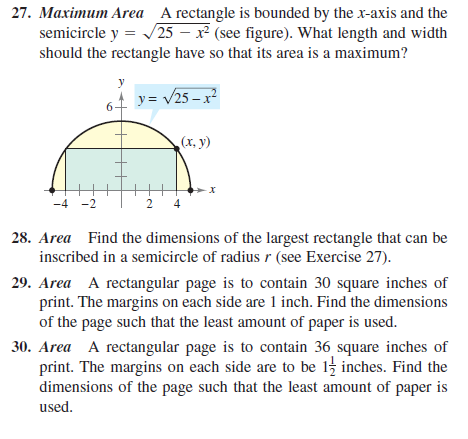 27. Maximum Area A rectangle is bounded by the x-axis and the
semicircle y = √25 − x² (see figure). What length and width
should the rectangle have so that its area is a maximum?
y
6
y = √25 − x²
(x, y)
x
−4 −2 2 4
28. Area Find the dimensions of the largest rectangle that can be
inscribed in a semicircle of radius r (see Exercise 27).
29. Area A rectangular page is to contain 30 square inches of
print. The margins on each side are 1 inch. Find the dimensions
of the page such that the least amount of paper is used.
30. Area A rectangular page is to contain 36 square inches of
print. The margins on each side are to be 1½ inches. Find the
dimensions of the page such that the least amount of paper is
used.